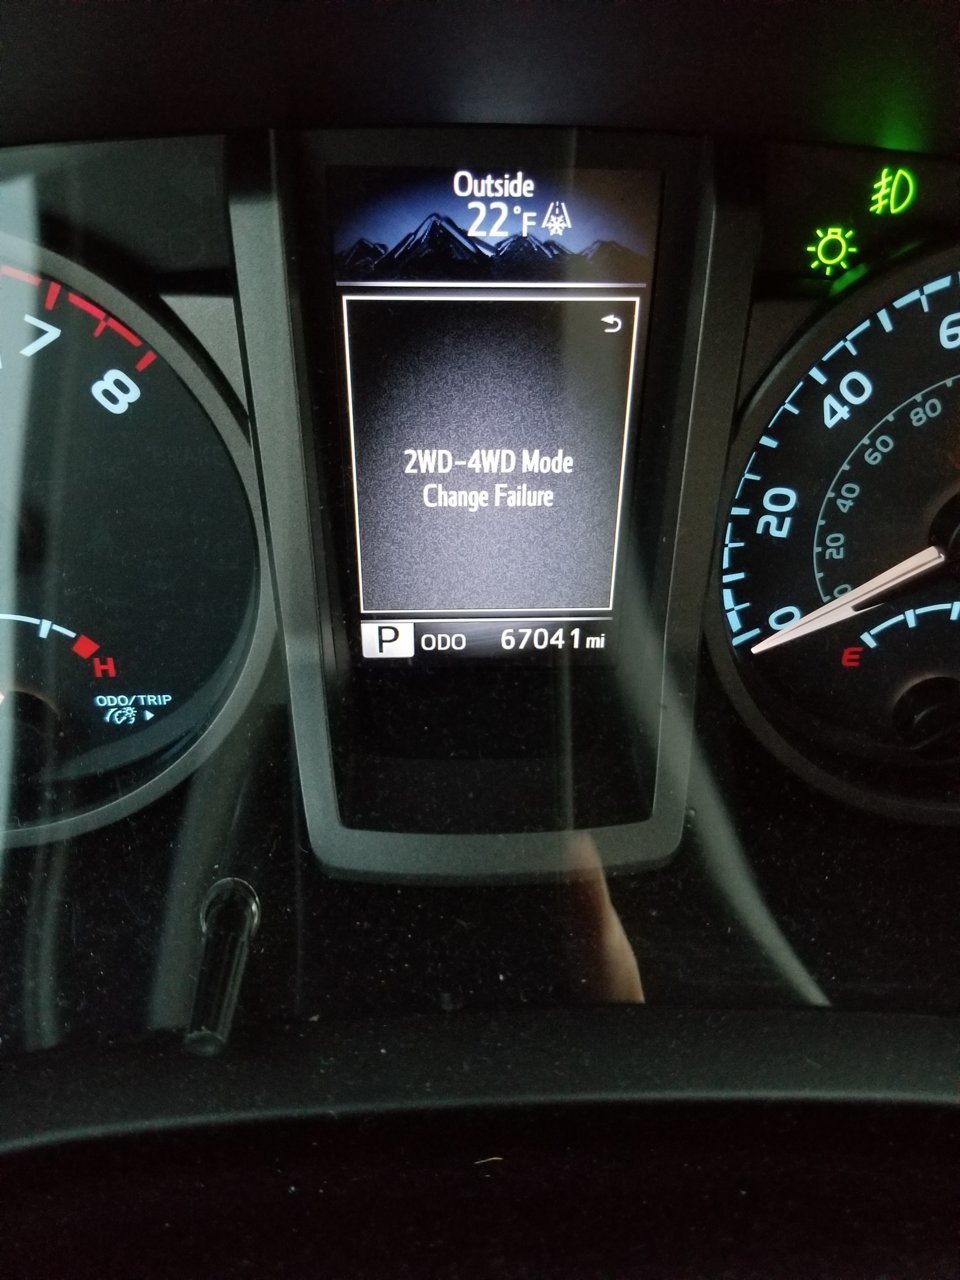 Outside
22°F
2WD-4WD Mode
Change Failure
P ODO 67041 mi
7
8
H
ODO/TRIP
0
20
40
6
20
40
60
80
E